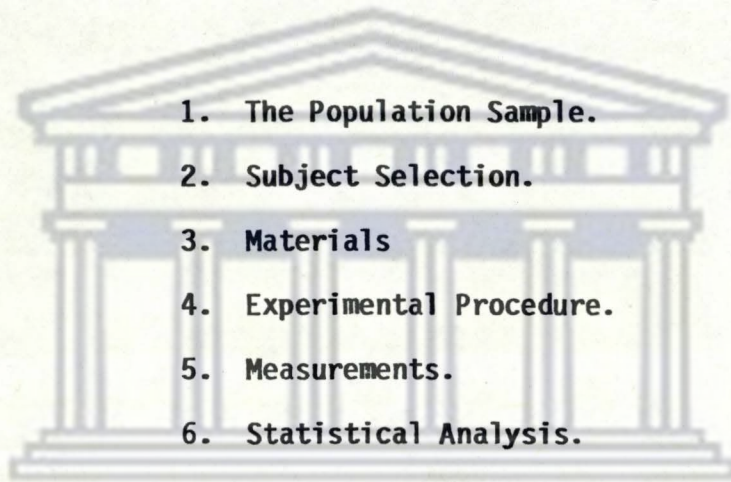 1. The Population Sample.
2. Subject Selection.
3. Materials
4. Experimental Procedure.
5. Measurements.
6. Statistical Analysis.